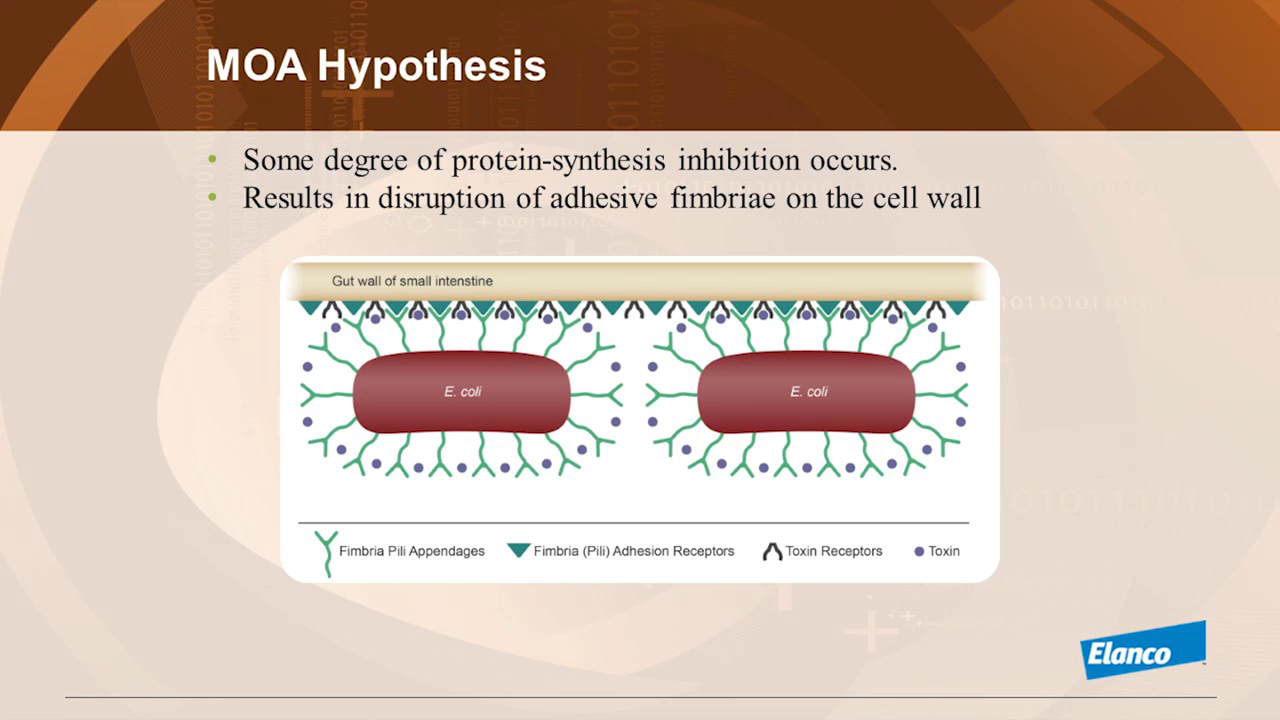 MOA Hypothesis
• Some degree of protein-synthesis inhibition occurs.
• Results in disruption of adhesive fimbriae on the cell wall
Gut wall of small intenstine
E. coli
E. coli
Fimbria Pili Appendages
Fimbria (Pili) Adhesion Receptors
Toxin Receptors
Toxin
Elanco